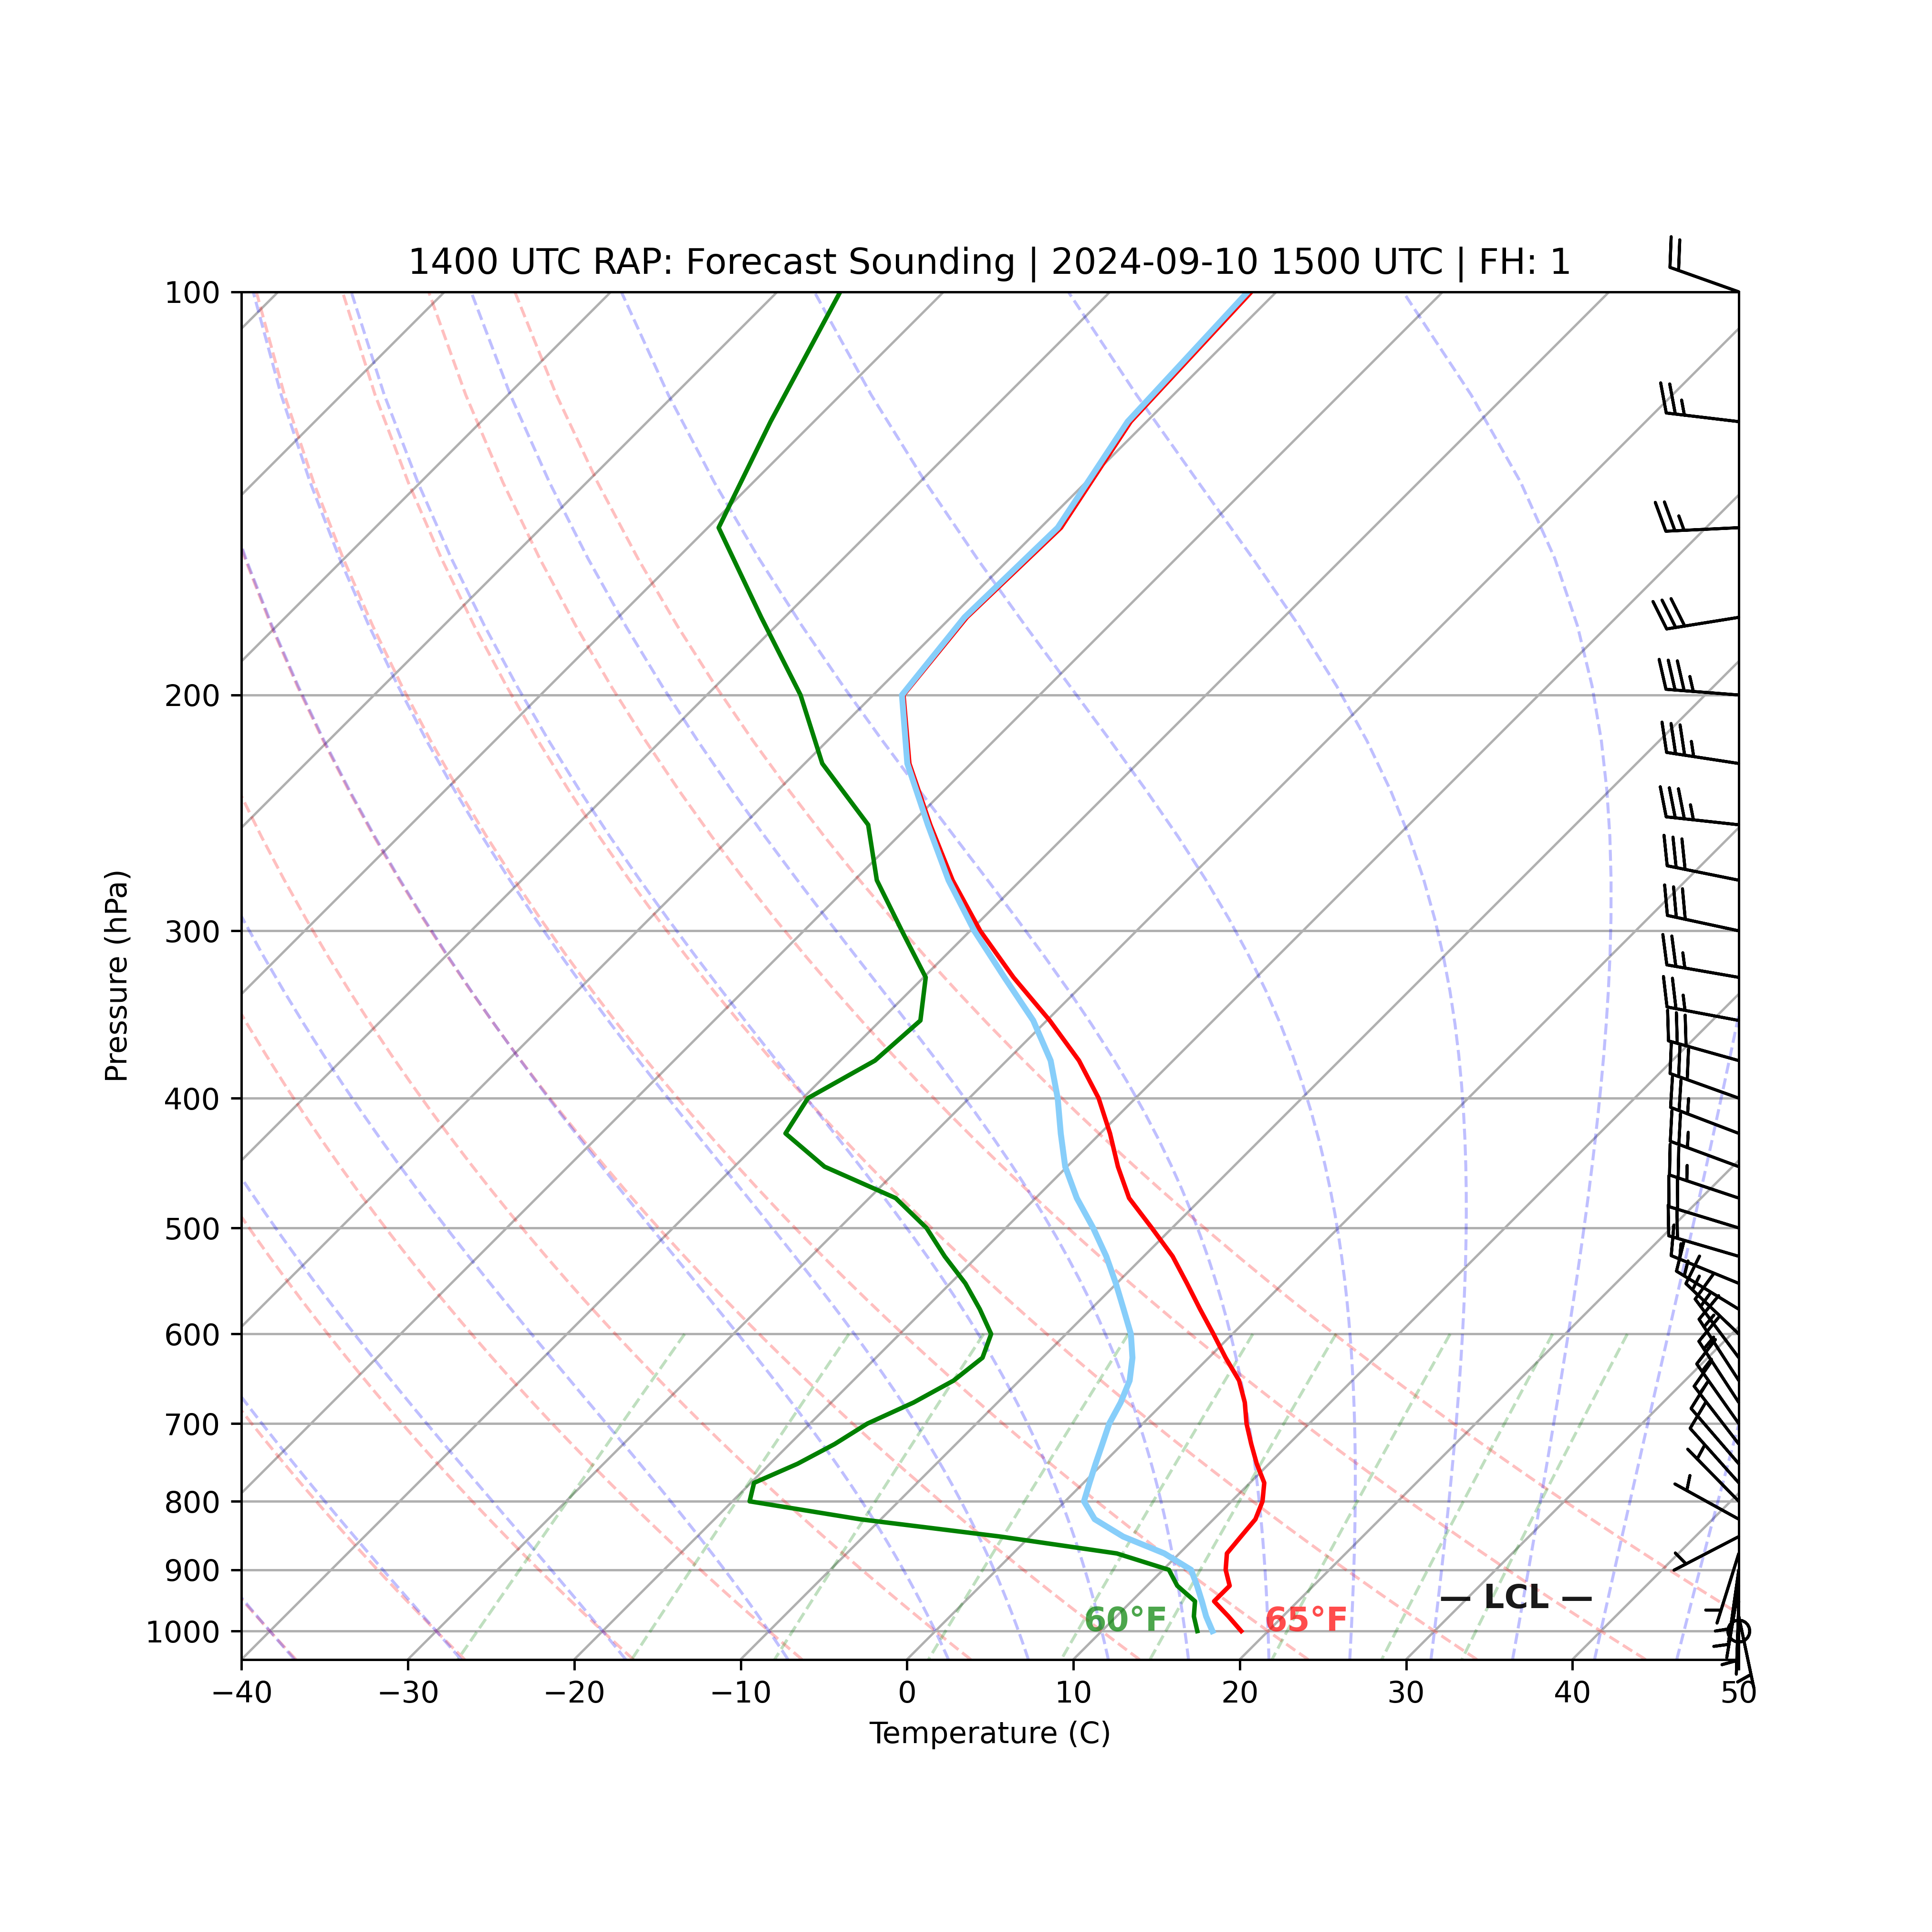 1400 UTC RAP: Forecast Sounding | 2024-09-10 1500 UTC | FH: 1
100
200
300
400
500
600
700
800
900
1000
Pressure (hPa)
— LCL —
60°F 65°F
−40 −30 −20 −10 0 10 20 30 40 50
Temperature (C)